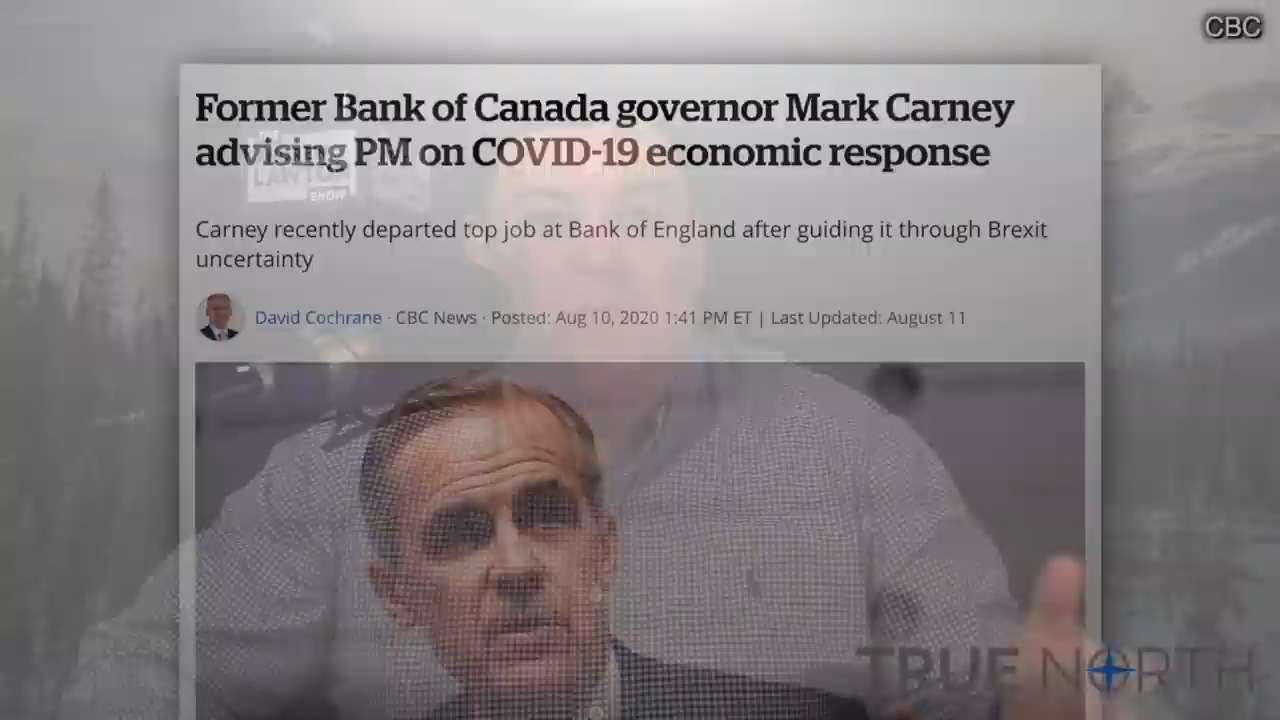 CBC
Former Bank of Canada governor Mark Carney
advising PM on COVID-19 economic response
LAWTON
SHOW
Carney recently departed top job at Bank of England after guiding it through Brexit
uncertainty
David Cochrane · CBC News · Posted: Aug 10, 2020 1:41 PM ET | Last Updated: August 11
TRUE NORTH